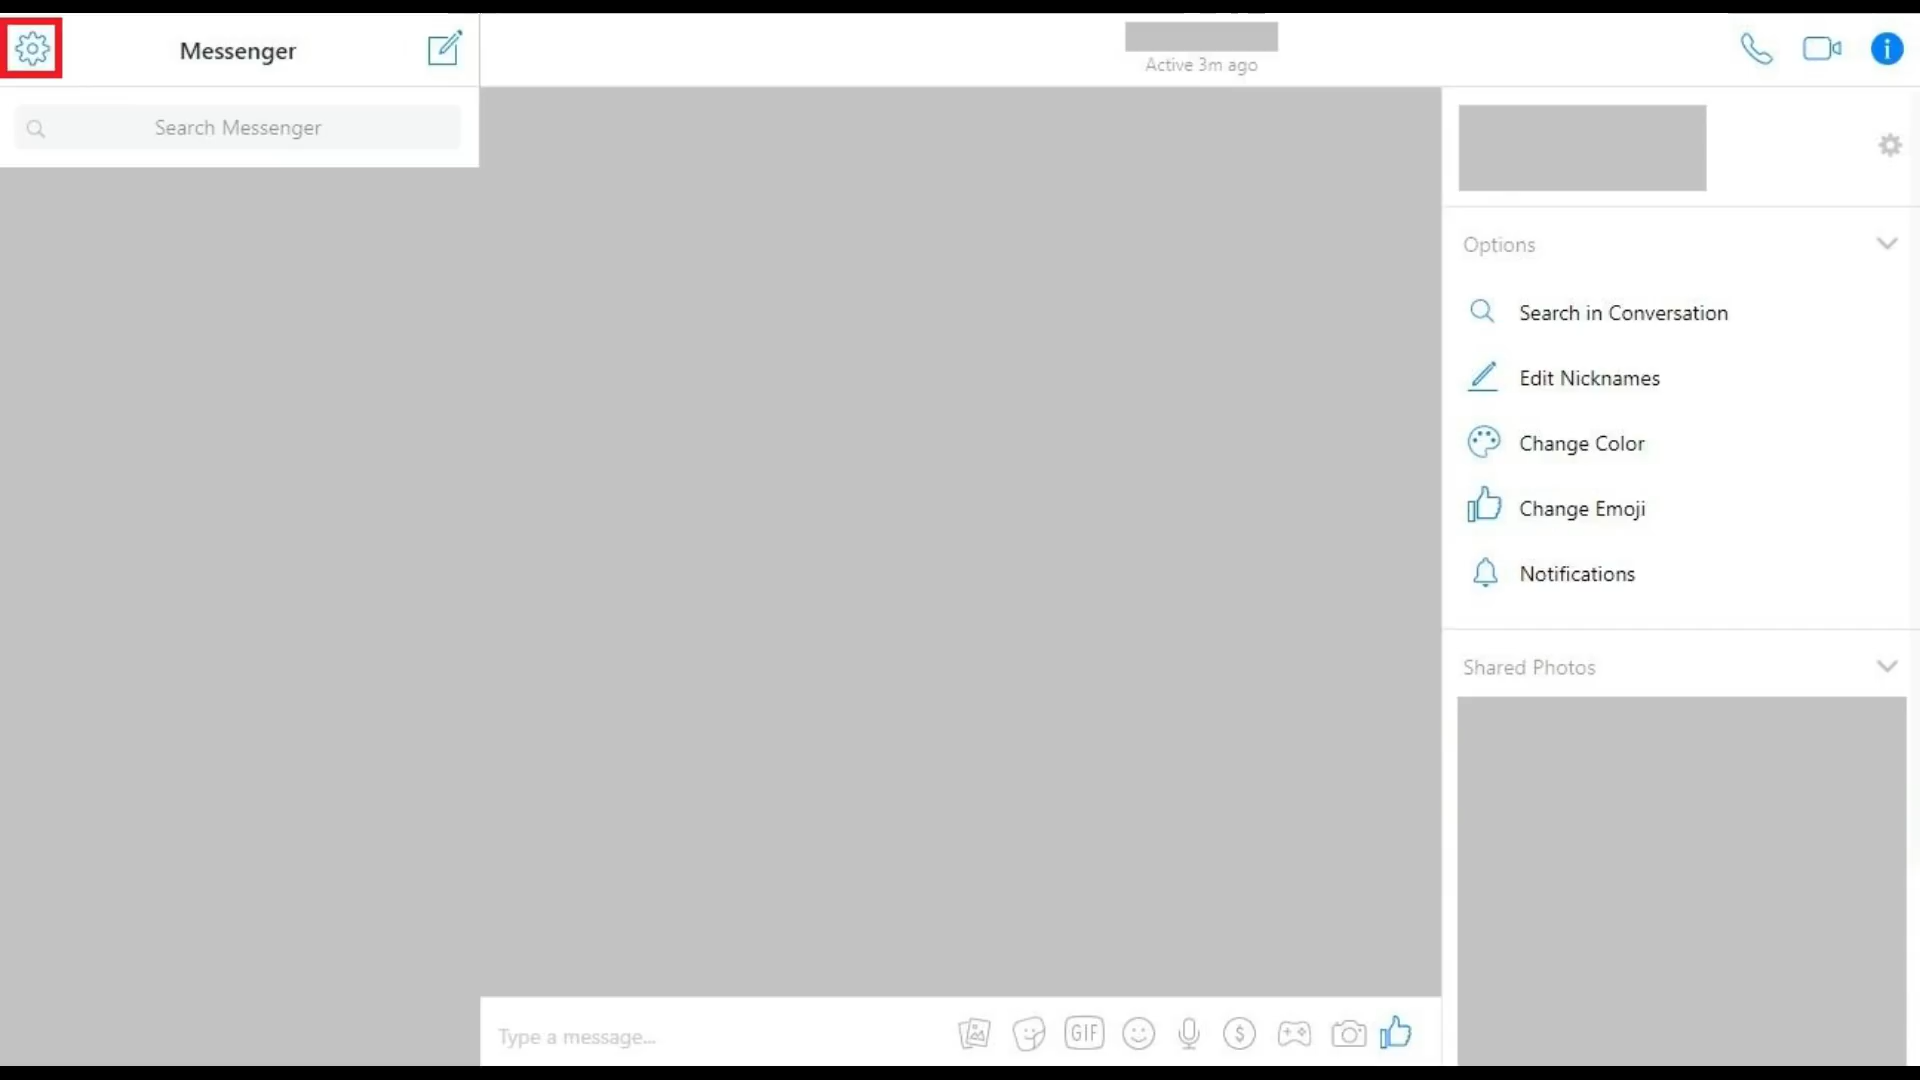 Messenger
Active 3m ago
Search Messenger
Options
Search in Conversation
Edit Nicknames
Change Color
Change Emoji
Notifications
Shared Photos
Type a message...
GIF
$